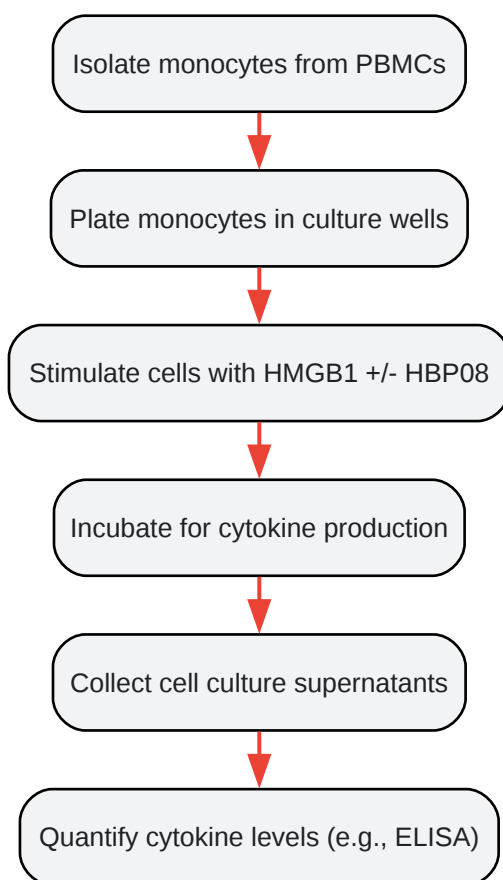 Isolate monocytes from PBMCs
Plate monocytes in culture wells
Stimulate cells with HMGB1 +/- HBP08
Incubate for cytokine production
Collect cell culture supernatants
Quantify cytokine levels (e.g., ELISA)